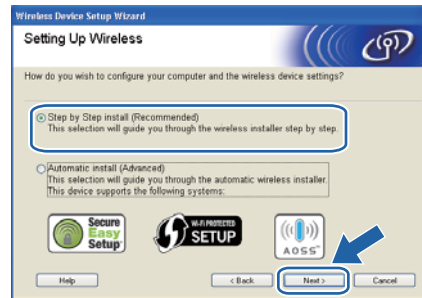 Wireless Device Setup Wizard
Setting Up Wireless
How do you wish to configure your computer and the wireless device settings?
Step by Step install (Recommended)
This selection will guide you through the wireless installer step by step.
Automatic install (Advanced)
This selection will guide you through the automatic wireless installer.
This device supports the following systems:
Secure
Easy
Setup™
WI-FI PROTECTED
SETUP
AOSS™
Help
< Back
Next >
Cancel